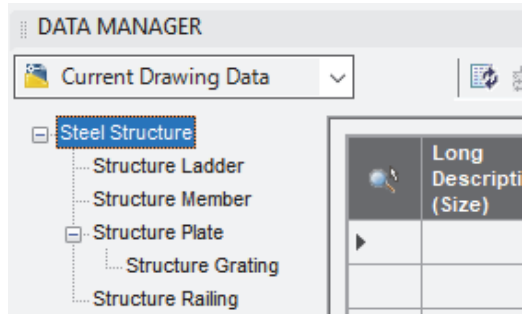 DATA MANAGER
Current Drawing Data
Steel Structure
Structure Ladder
Structure Member
Structure Plate
Structure Grating
Structure Railing
Long
(Size)